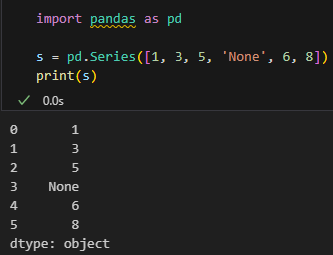 import pandas as pd
s = pd.Series([1, 3, 5, 'None', 6, 8])
print(s)
0.0s
0 1
1 3
2 5
3 None
4 6
5 8
dtype: object